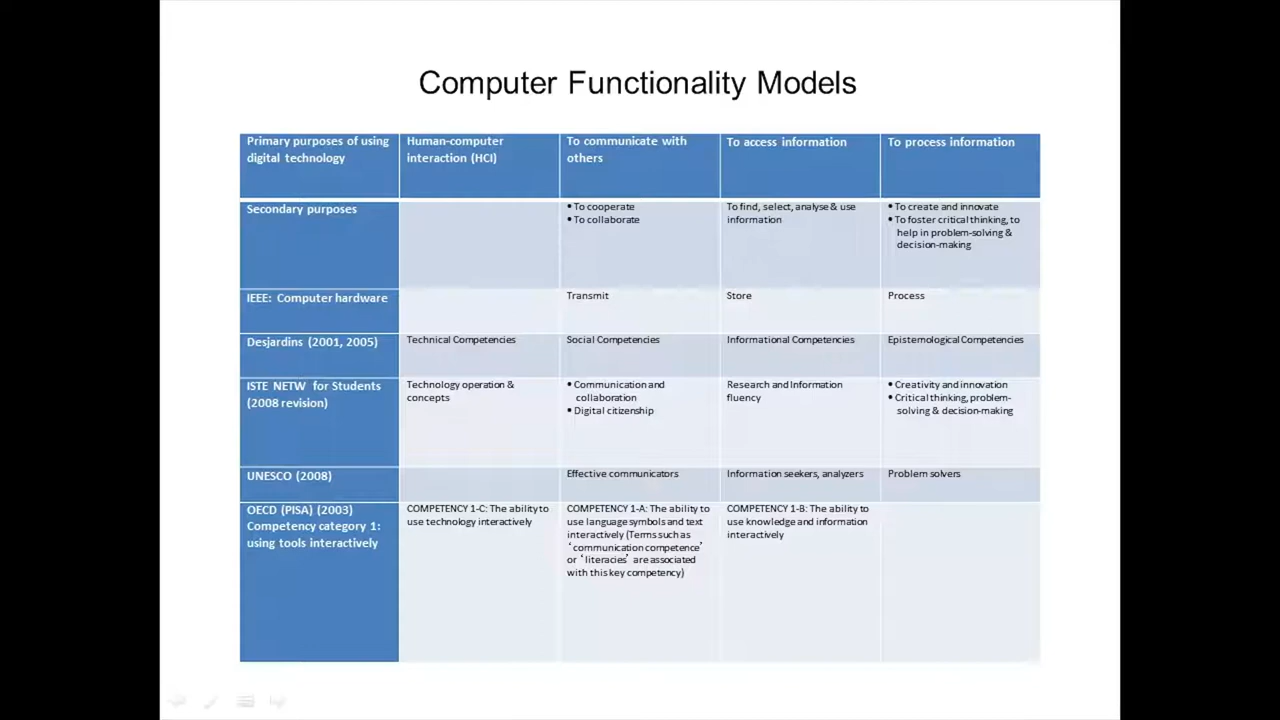 Computer Functionality Models
Primary purposes of using
digital technology
Human-computer
interaction (HCI)
To communicate with
others
To access information
To process information
Secondary purposes
• To cooperate
• To collaborate
To find, select, analyse & use
information
• To create and innovate
• To foster critical thinking, to
help in problem-solving &
decision-making
IEEE: Computer hardware
Transmit
Store
Process
Desjardins (2001, 2005)
Technical Competencies
Social Competencies
Informational Competencies
Epistemological Competencies
ISTE NETW for Students
(2008 revision)
Technology operation &
concepts
• Communication and
collaboration
• Digital citizenship
Research and Information
fluency
• Creativity and innovation
• Critical thinking, problem-
solving & decision-making
UNESCO (2008)
Effective communicators
Information seekers, analyzers
Problem solvers
OECD (PISA) (2003)
Competency category 1:
using tools interactively
COMPETENCY 1-C: The ability to
use technology interactively
COMPETENCY 1-A: The ability to
use language symbols and text
interactively (Terms such as
‘communication competence’
or ‘literacies’ are associated
with this key competency)
COMPETENCY 1-B: The ability to
use knowledge and information
interactively